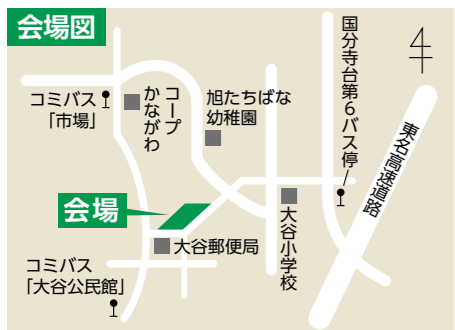 会場図
コミバス
「市場」
コープ
かながわ
旭たちばな
幼稚園
国分寺台第6バス停
東名高速道路
会場
大谷郵便局
大谷小学校
コミバス
「大谷公民館」